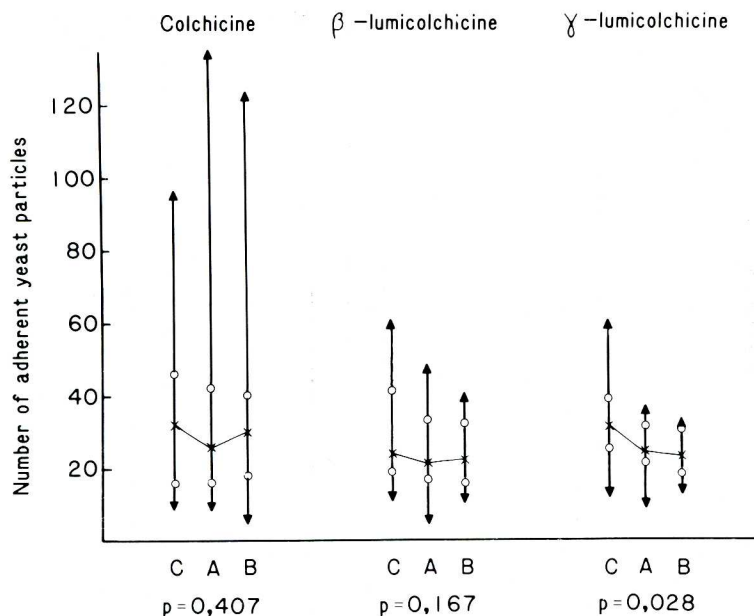 Colchicine β-lumicolchicine γ-lumicolchicine
Number of adherent yeast particles
120
100
80
60
40
20
C A B C A B C A B
p=0,407 p=0,167 p=0,028